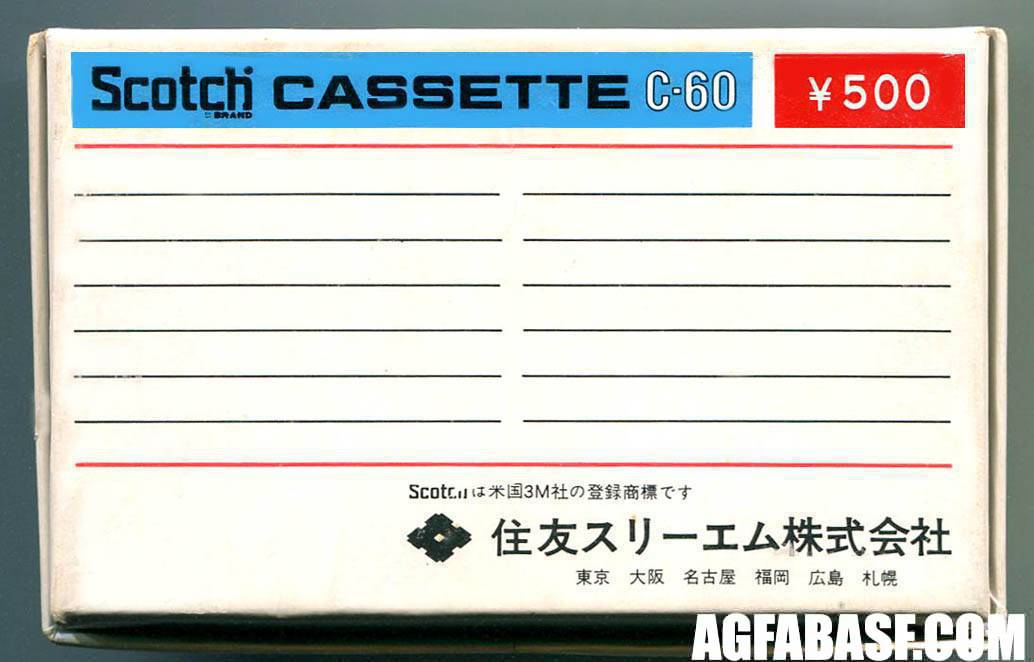 Scotch CASSETTE C-60 ¥500
BRAND
Scotchは米国3M社の登録商標です
住友スリーエム株式会社
東京 大阪 名古屋 福岡 広島 札幌
AGFABASF.COM